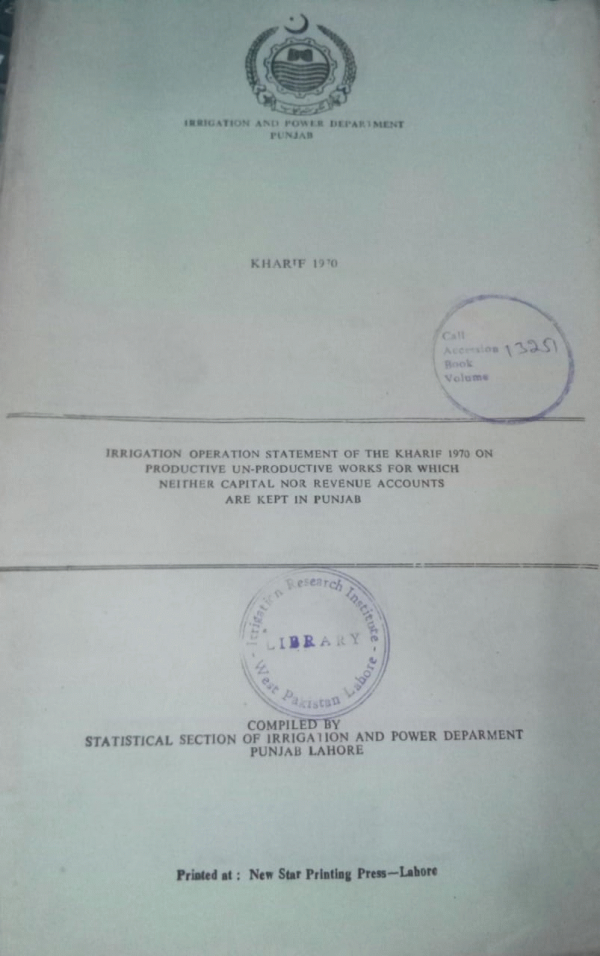 IRRIGATION AND POWER DEPARTMENT
PUNJAB
KHARIF 1970
Call
Accession 13251
Book
Volume
IRRIGATION OPERATION STATEMENT OF THE KHARIF 1970 ON
PRODUCTIVE UN-PRODUCTIVE WORKS FOR WHICH
NEITHER CAPITAL NOR REVENUE ACCOUNTS
ARE KEPT IN PUNJAB
Irrigation Research Institute
LIBRARY
West Pakistan Lahore
COMPILED BY
STATISTICAL SECTION OF IRRIGATION AND POWER DEPARMENT
PUNJAB LAHORE
Printed at : New Star Printing Press—Lahore